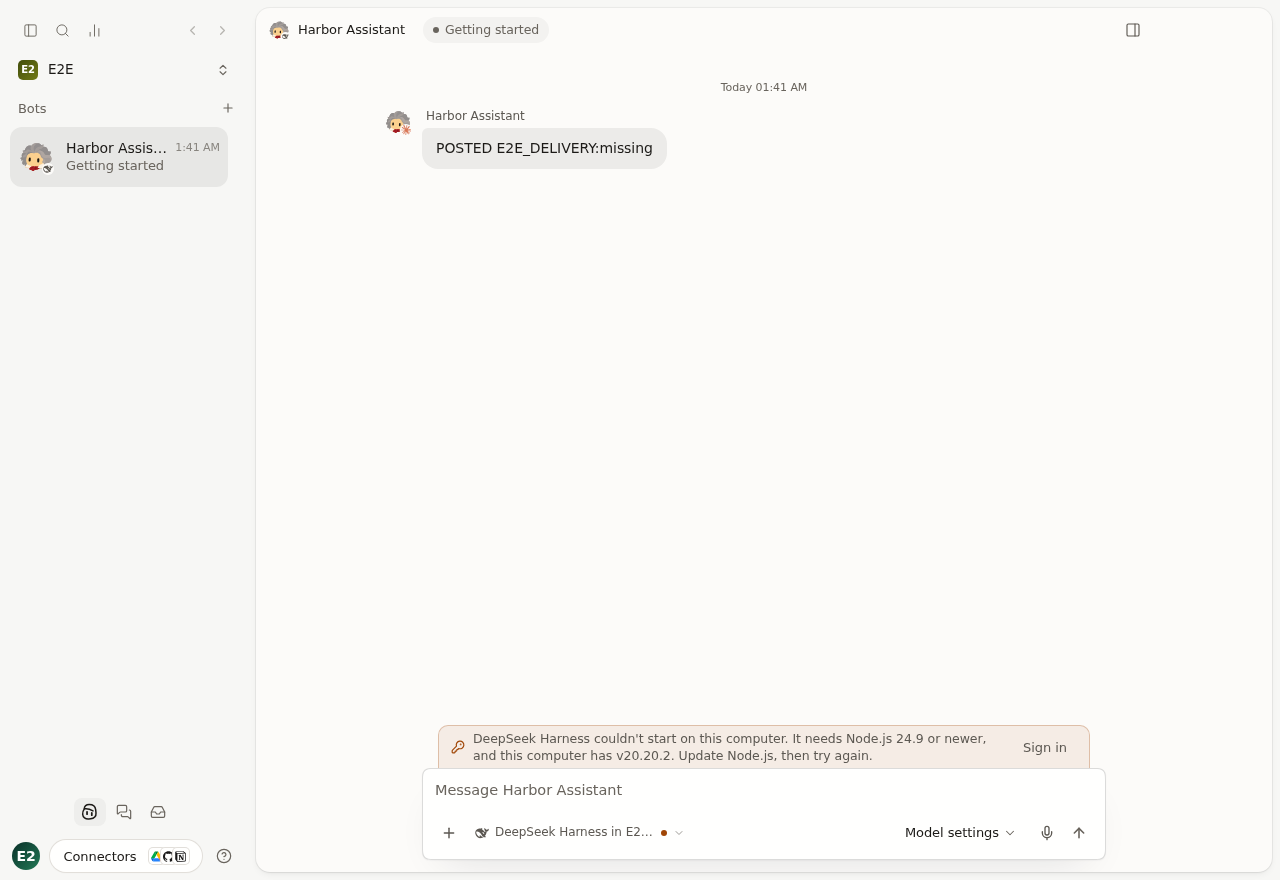 E2 E2E
Bots
Harbor Assis... 1:41 AM
Getting started
E2 Connectors
Harbor Assistant Getting started
Today 01:41 AM
Harbor Assistant
POSTED E2E_DELIVERY:missing
DeepSeek Harness couldn't start on this computer. It needs Node.js 24.9 or newer,
and this computer has v20.20.2. Update Node.js, then try again.
Sign in
Message Harbor Assistant
DeepSeek Harness in E2... Model settings